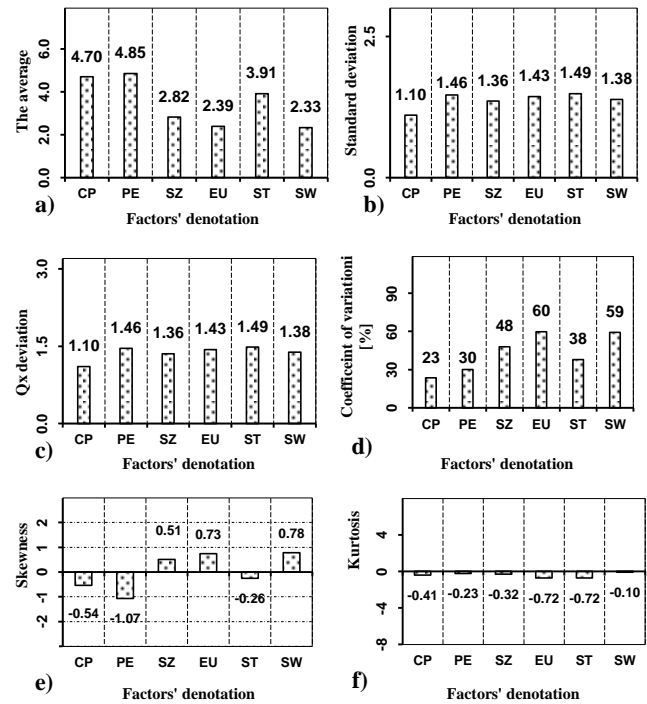 The average
6.0
4.0
2.0
0.0
4.70
4.85
2.82
2.39
3.91
2.33
CP PE SZ EU ST SW
a)
Factors' denotation
Standard deviation
2.5
0.0
1.10
1.46
1.36
1.43
1.49
1.38
CP PE SZ EU ST SW
b)
Factors' denotation
Qx deviation
3.0
1.5
0.0
1.10
1.46
1.36
1.43
1.49
1.38
CP PE SZ EU ST SW
c)
Factors' denotation
Coefficeint of variationi
[%]
90
60
30
0
23
30
48
60
38
59
CP PE SZ EU ST SW
d)
Factors' denotation
Skewness
2
1
0
-1
-2
-0.54
-1.07
0.51
0.73
-0.26
0.78
CP PE SZ EU ST SW
e)
Factors' denotation
Kurtosis
4
0
-4
-8
-0.41
-0.23
-0.32
-0.72
-0.72
-0.10
CP PE SZ EU ST SW
f)
Factors' denotation